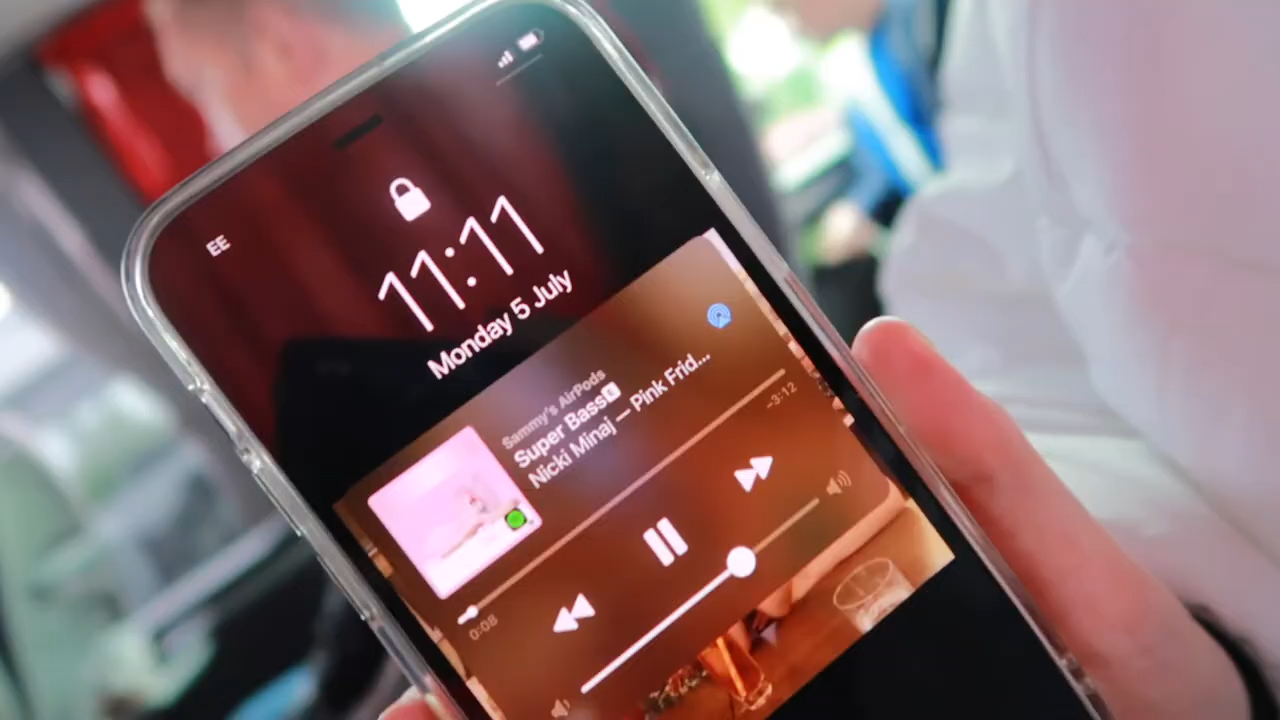 EE
11:11
Monday 5 July
Sammy's AirPods
Super Bass E
Nicki Minaj — Pink Frid...
0:08
-3:12